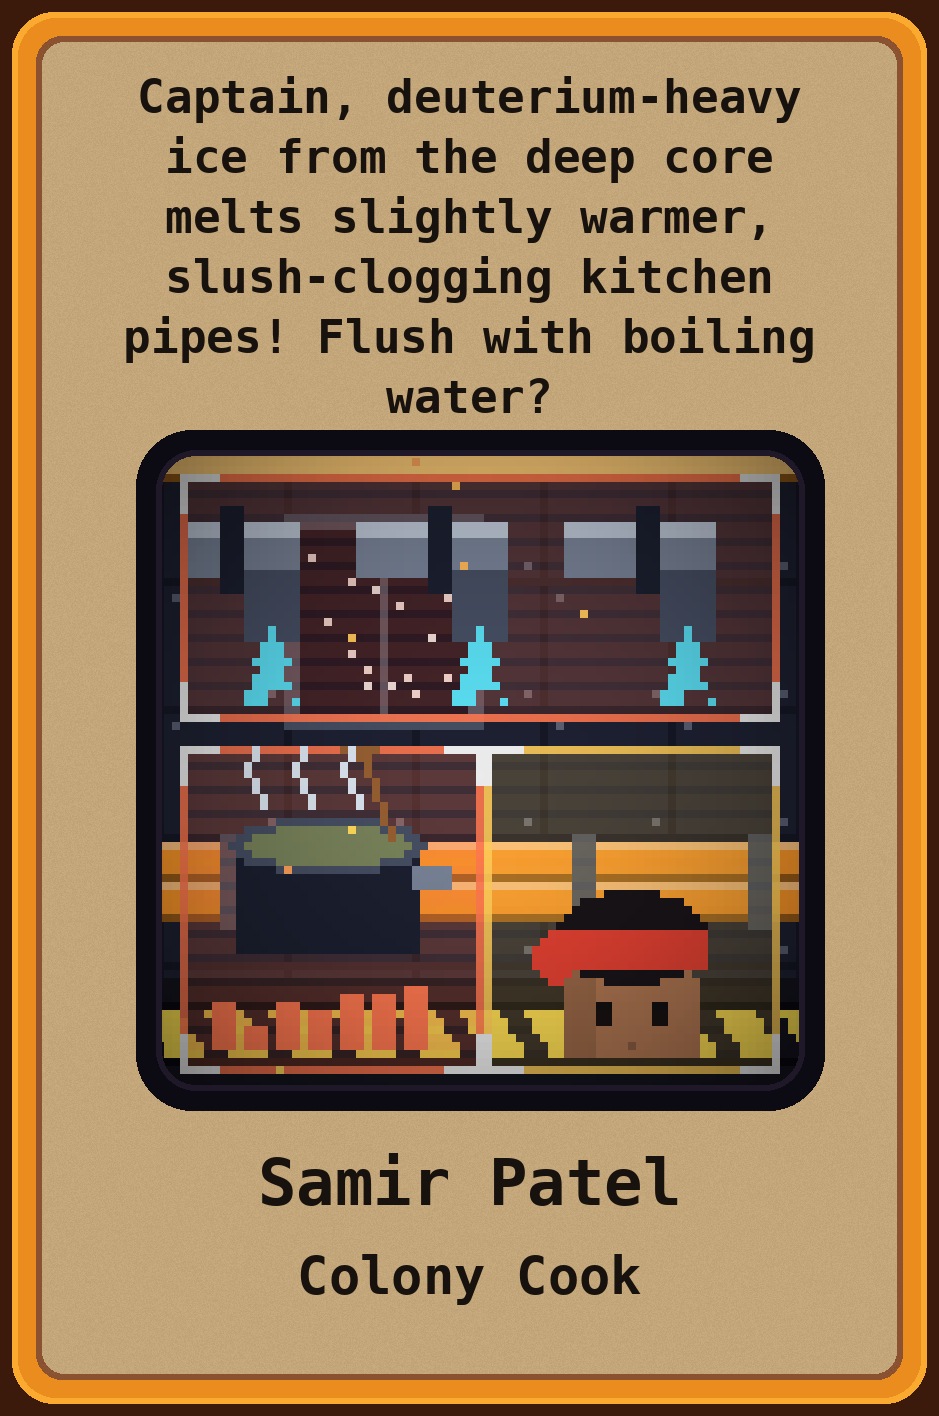 Captain, deuterium-heavy
ice from the deep core
melts slightly warmer,
slush-clogging kitchen
pipes! Flush with boiling
water?
Samir Patel
Colony Cook